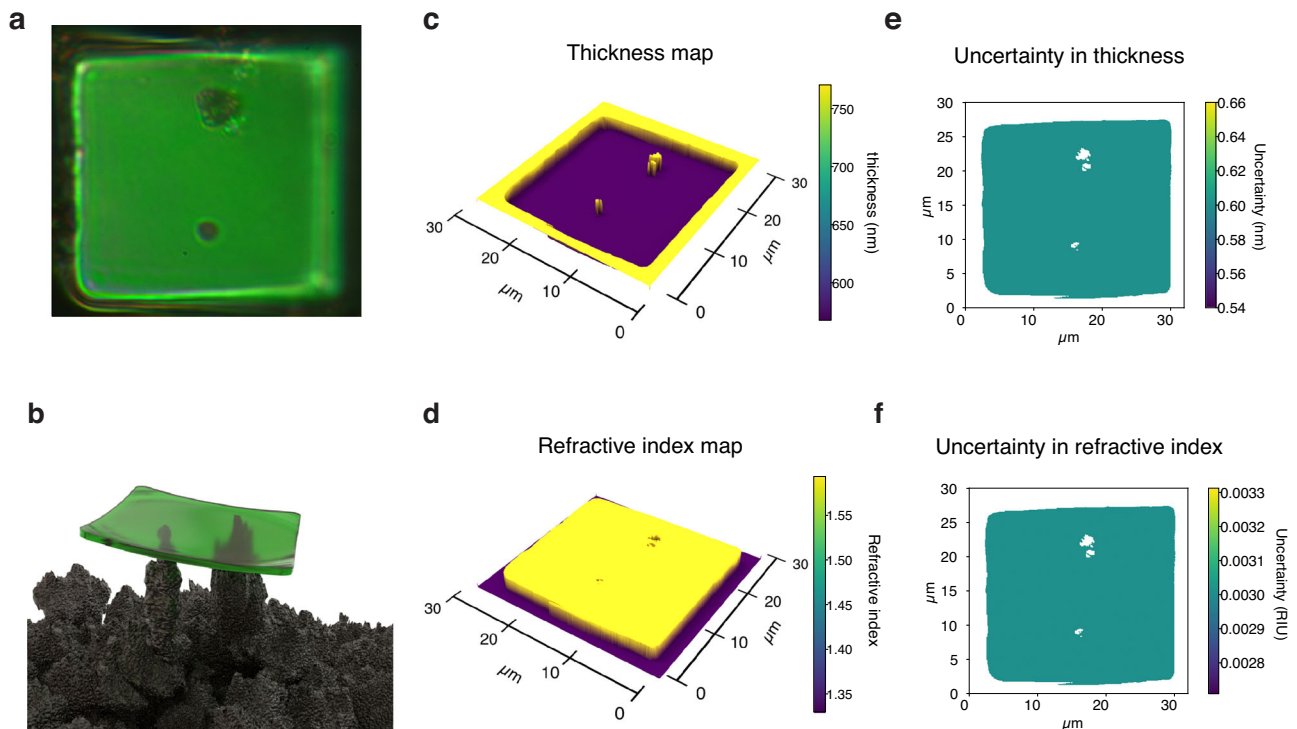 a
b
c
Thickness map
30
20
10
0
µm
0
10
20
30
µm
750
700
650
600
thickness (nm)
d
Refractive index map
30
20
10
0
µm
0
10
20
30
µm
1.55
1.50
1.45
1.40
1.35
Refractive index
e
Uncertainty in thickness
30
25
20
15
10
5
0
µm
0
10
20
30
µm
0.66
0.64
0.62
0.60
0.58
0.56
0.54
Uncertainty (nm)
f
Uncertainty in refractive index
30
25
20
15
10
5
0
µm
0
10
20
30
µm
0.0033
0.0032
0.0031
0.0030
0.0029
0.0028
Uncertainty (RIU)